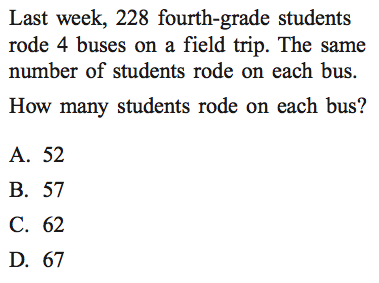 Last week, 228 fourth-grade students
rode 4 buses on a field trip. The same
number of students rode on each bus.
How many students rode on each bus?
A. 52
B. 57
C. 62
D. 67